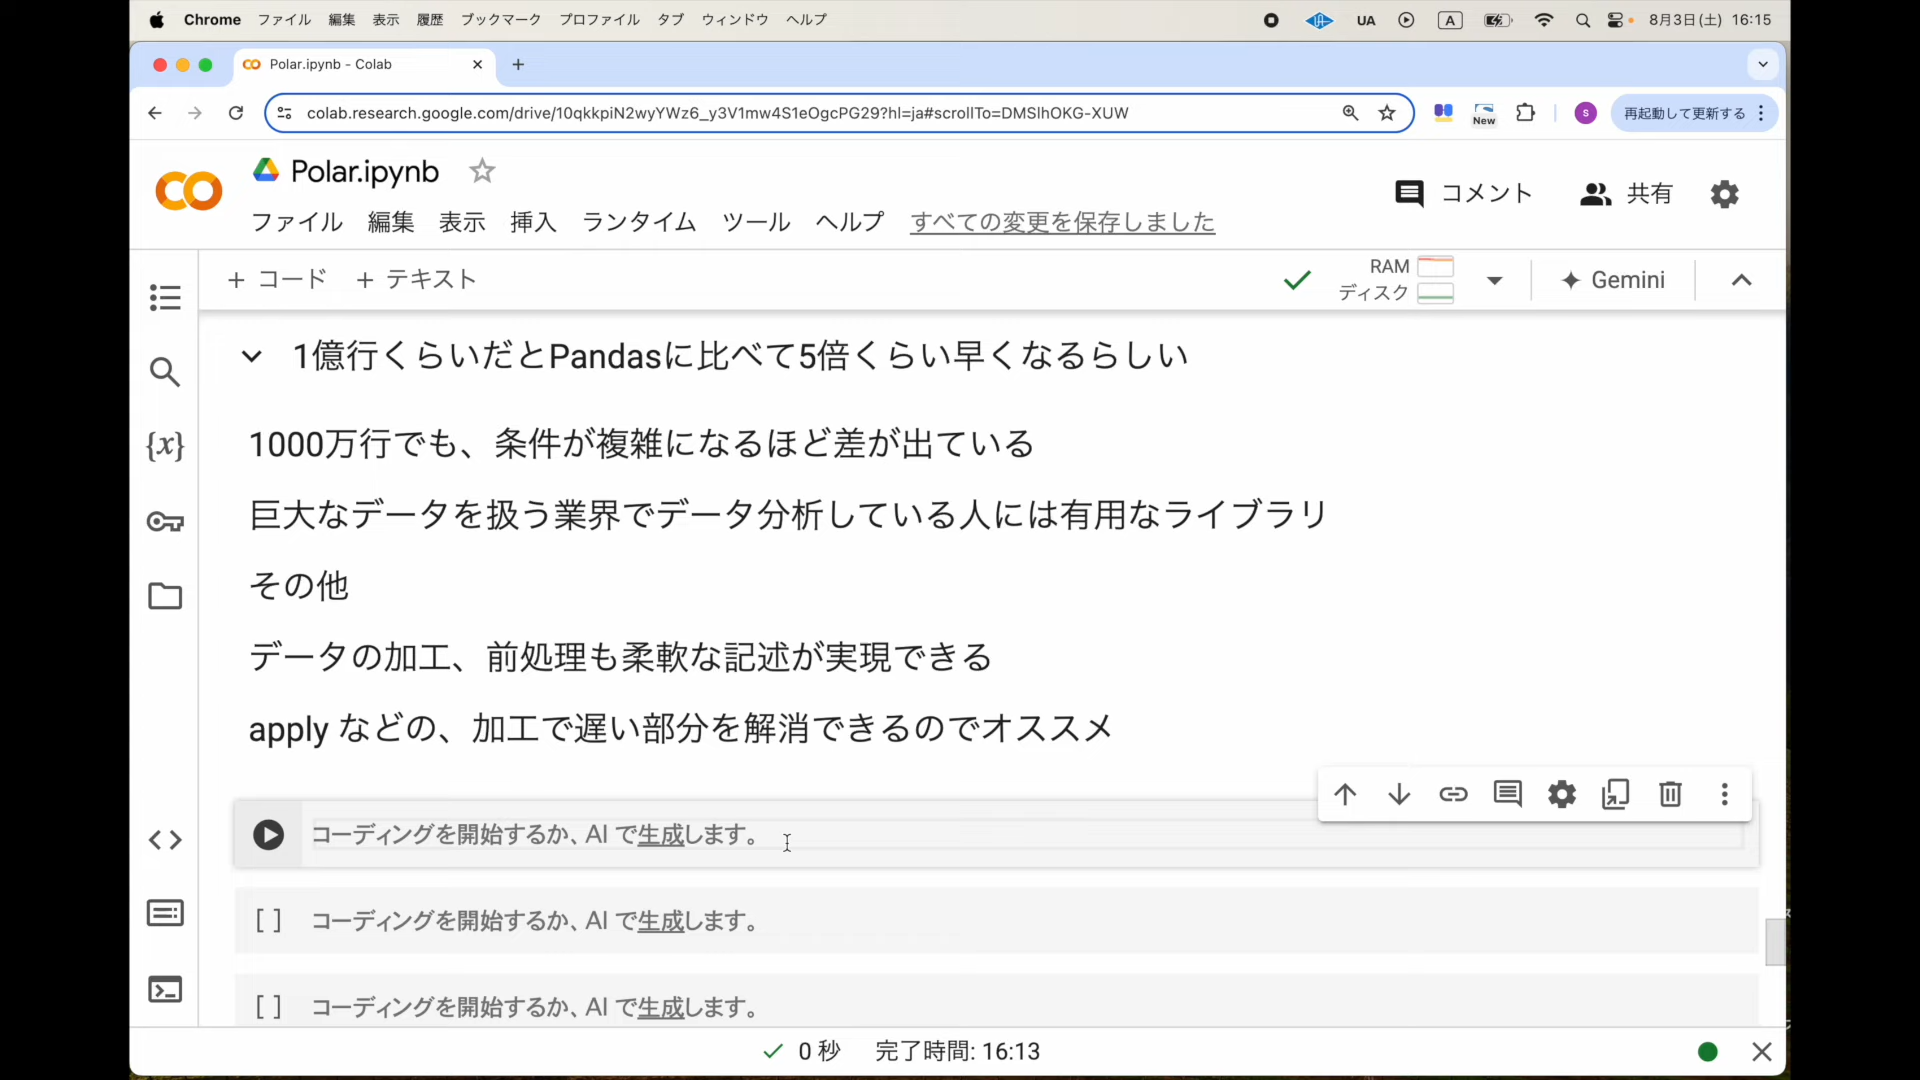 Chrome ファイル 編集 表示 履歴 ブックマーク プロファイル タブ ウィンドウ ヘルプ UA A 8月3日(土) 16:15
Polar.ipynb - Colab
colab.research.google.com/drive/10qkkpiN2wyYWz6_y3V1mw4S1eOgcPG29?hl=ja#scrollTo=DMSlhOKG-XUW New S 再起動して更新する
Polar.ipynb
コメント 共有
ファイル 編集 表示 挿入 ランタイム ツール ヘルプ すべての変更を保存しました
+ コード + テキスト RAM
ディスク
Gemini
1億行くらいだとPandasに比べて5倍くらい早くなるらしい
1000万行でも、条件が複雑になるほど差が出ている
巨大なデータを扱う業界でデータ分析している人には有用なライブラリ
その他
データの加工、前処理も柔軟な記述が実現できる
apply などの、加工で遅い部分を解消できるのでオススメ
コーディングを開始するか、AI で生成します。
[ ] コーディングを開始するか、AI で生成します。
[ ] コーディングを開始するか、AI で生成します。
{x}
0 秒 完了時間: 16:13